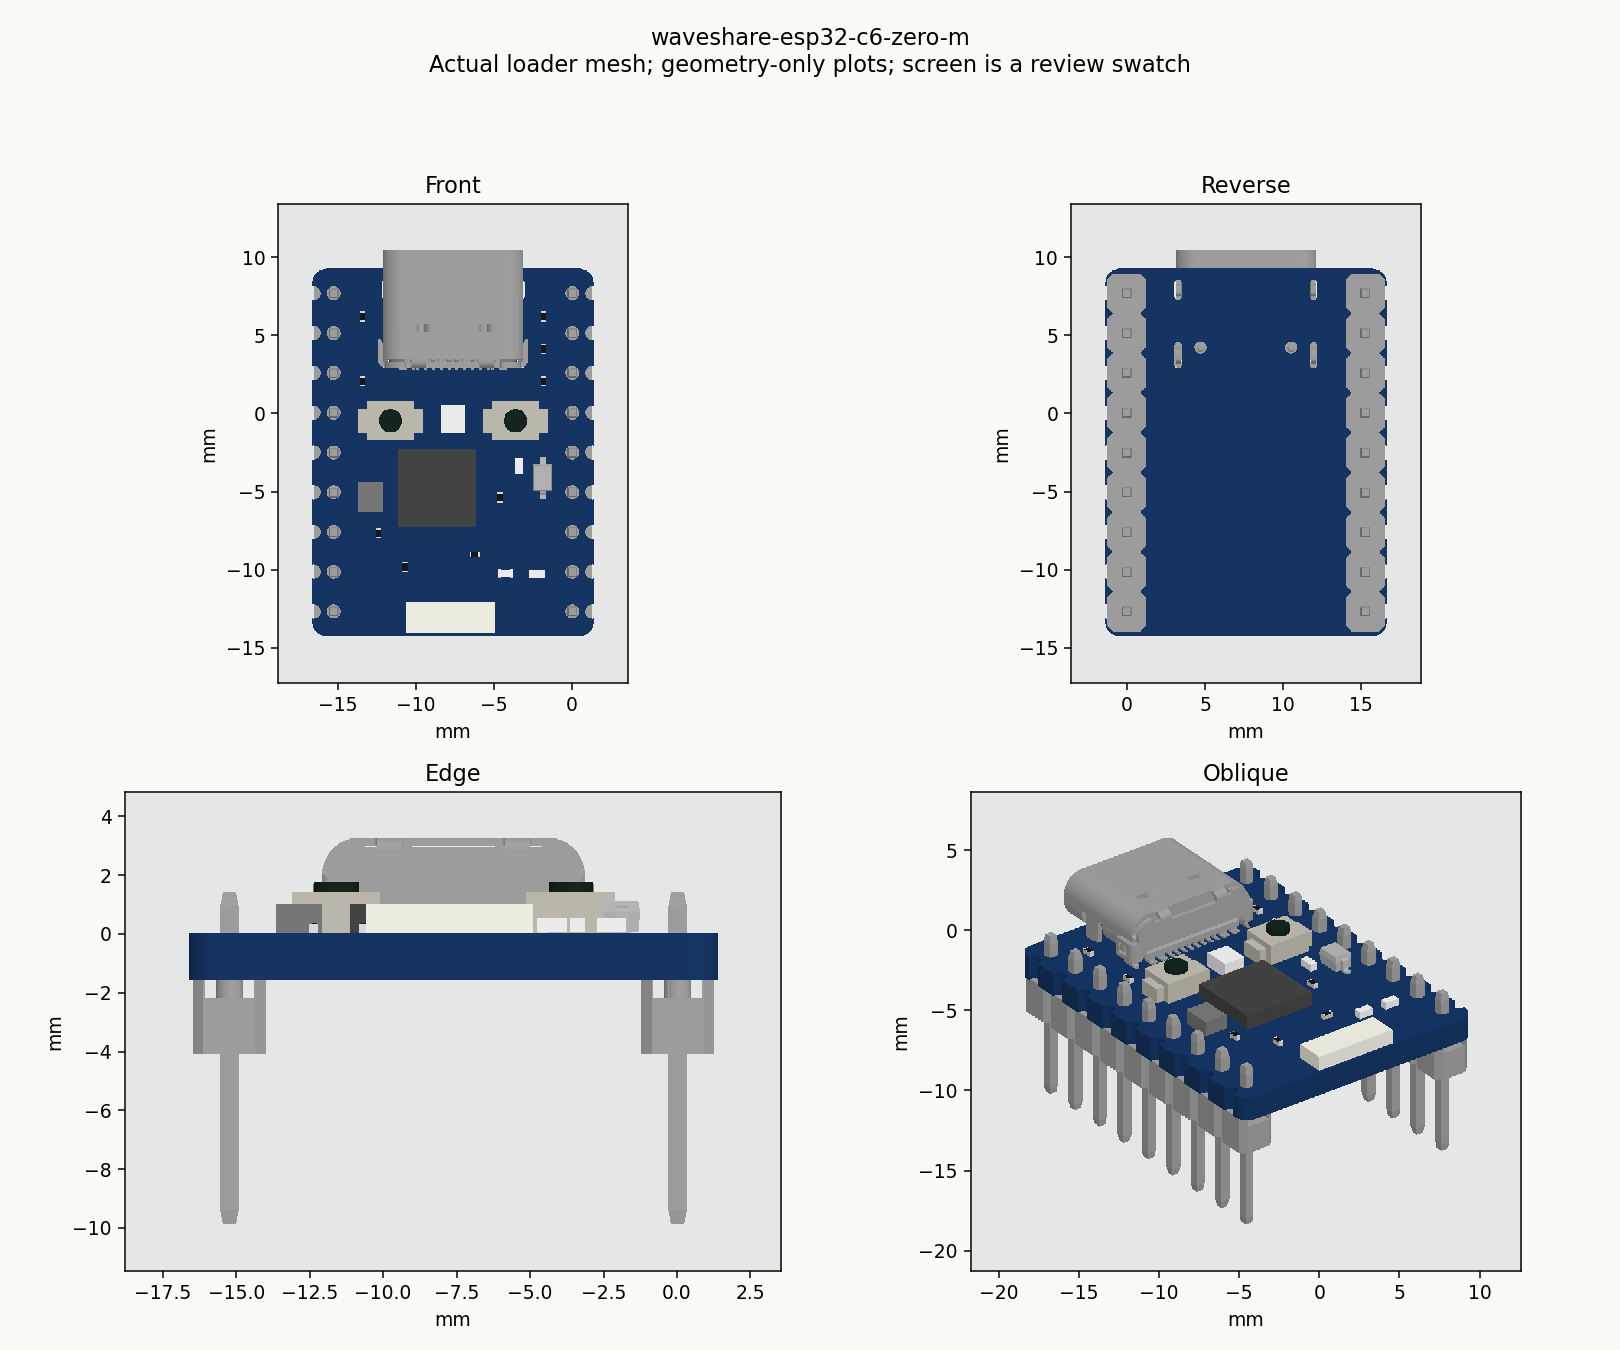 waveshare-esp32-c6-zero-m
Actual loader mesh; geometry-only plots; screen is a review swatch
Front
10
5
0
−5
−10
−15
mm
−15 −10 −5 0
mm
Reverse
10
5
0
−5
−10
−15
mm
0 5 10 15
mm
Edge
4
2
0
−2
−4
−6
−8
−10
mm
−17.5 −15.0 −12.5 −10.0 −7.5 −5.0 −2.5 0.0 2.5
mm
Oblique
5
0
−5
−10
−15
−20
mm
−20 −15 −10 −5 0 5 10
mm